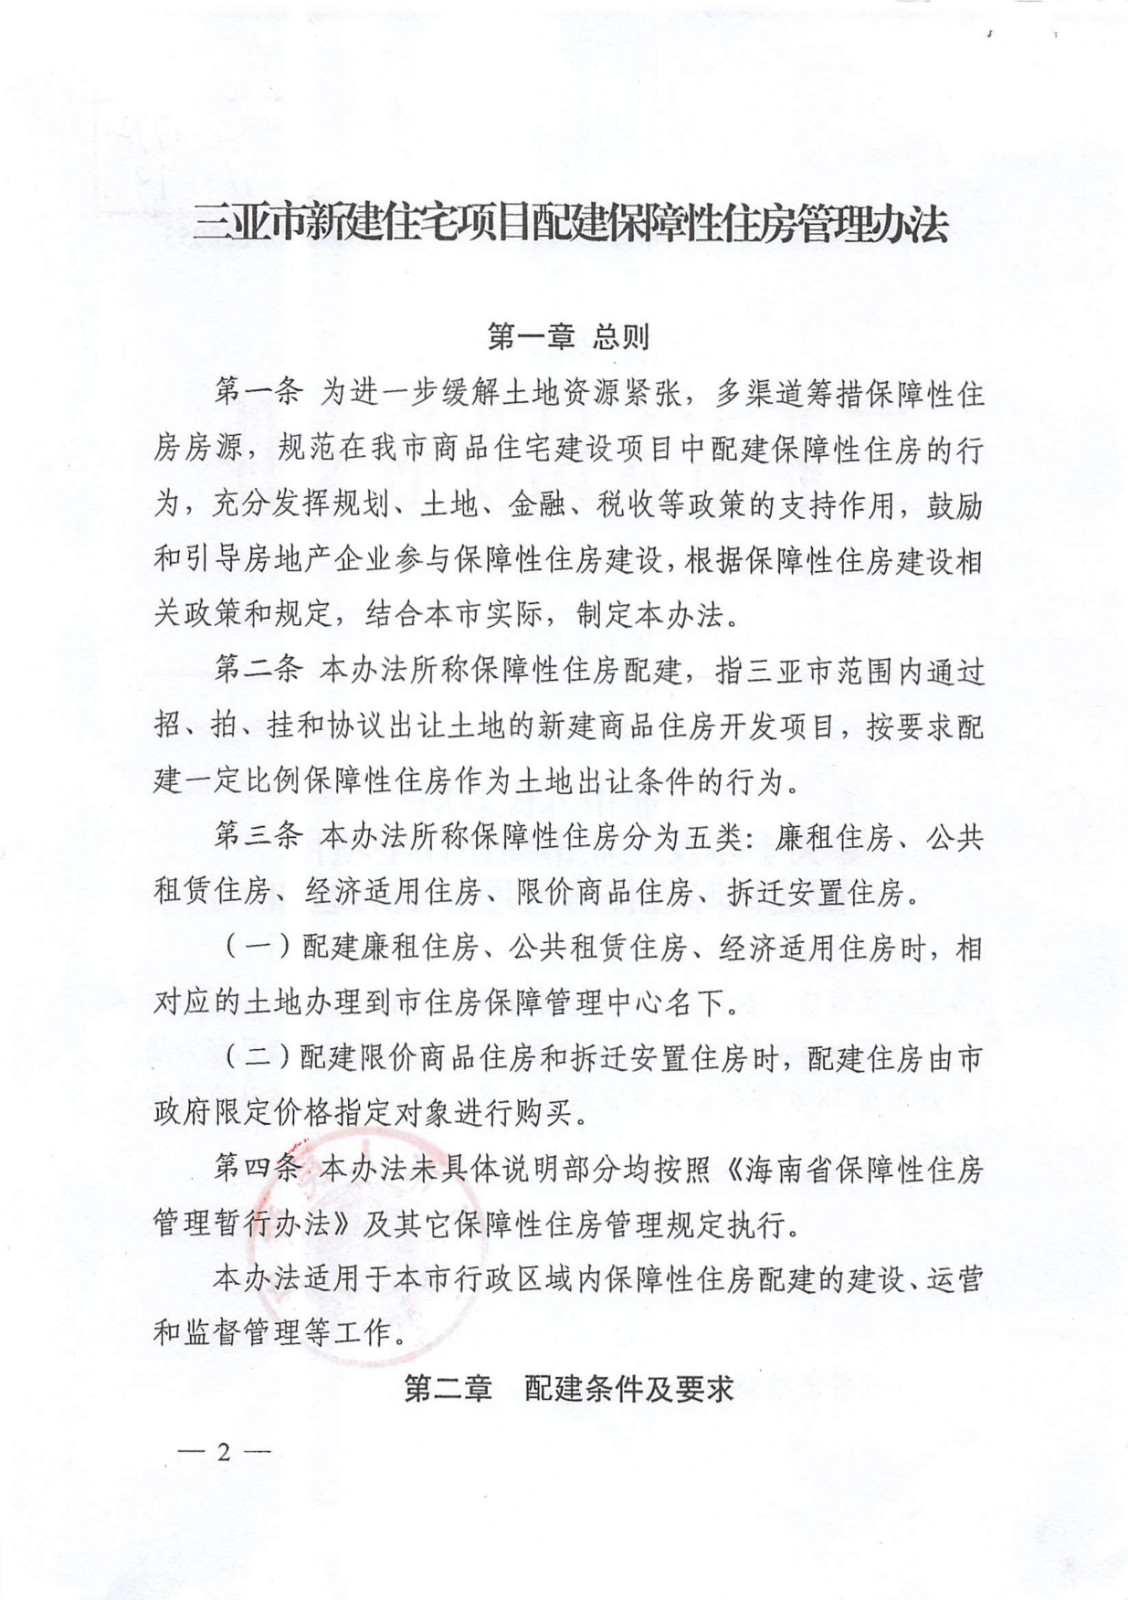 三亚市新建住宅项目配建保障性住房管理办法
第一章 总则
第一条 为进一步缓解土地资源紧张，多渠道筹措保障性住
房房源，规范在我市商品住宅建设项目中配建保障性住房的行
为，充分发挥规划、土地、金融、税收等政策的支持作用，鼓励
和引导房地产企业参与保障性住房建设，根据保障性住房建设相
关政策和规定，结合本市实际，制定本办法。
第二条 本办法所称保障性住房配建，指三亚市范围内通过
招、拍、挂和协议出让土地的新建商品住房开发项目，按要求配
建一定比例保障性住房作为土地出让条件的行为。
第三条 本办法所称保障性住房分为五类：廉租住房、公共
租赁住房、经济适用住房、限价商品住房、拆迁安置住房。
（一）配建廉租住房、公共租赁住房、经济适用住房时，相
对应的土地办理到市住房保障管理中心名下。
（二）配建限价商品住房和拆迁安置住房时，配建住房由市
政府限定价格指定对象进行购买。
第四条 本办法未具体说明部分均按照《海南省保障性住房
管理暂行办法》及其它保障性住房管理规定执行。
本办法适用于本市行政区域内保障性住房配建的建设、运营
和监督管理等工作。
第二章 配建条件及要求
— 2 —